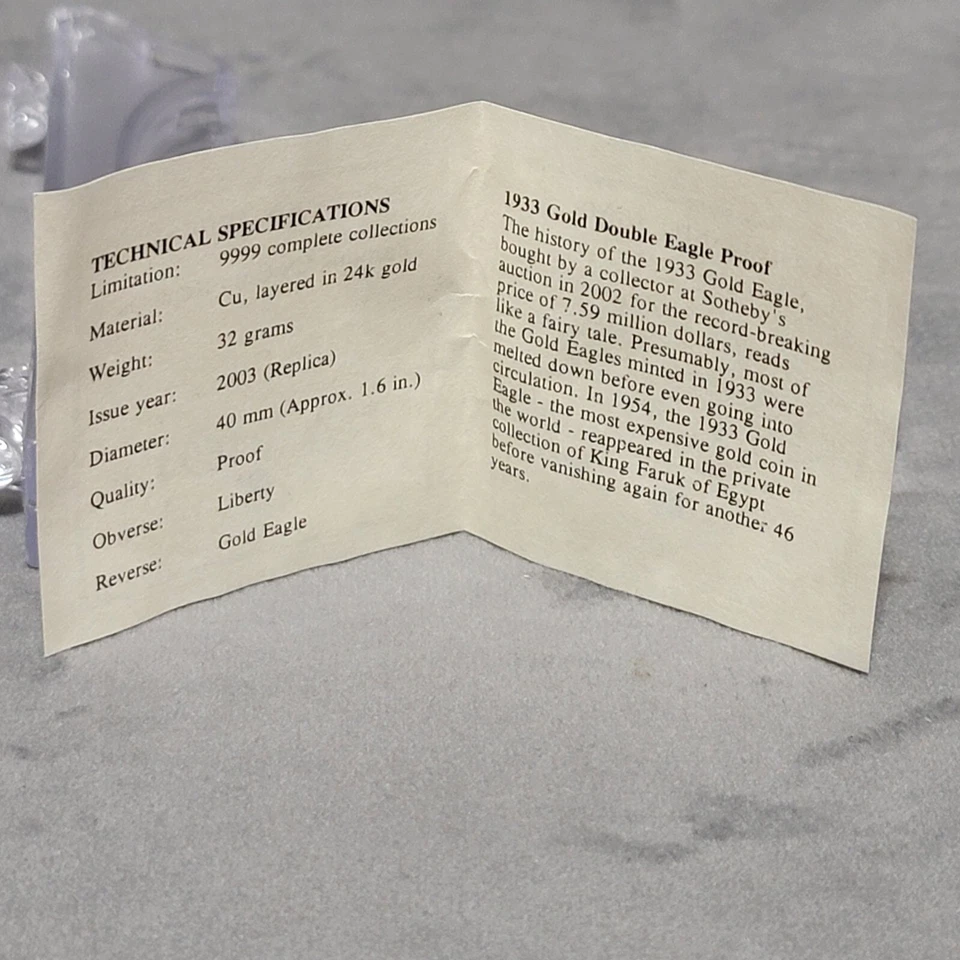 TECHNICAL SPECIFICATIONS
Limitation: 9999 complete collections
Material: Cu, layered in 24k gold
Weight: 32 grams
Issue year: 2003 (Replica)
Diameter: 40 mm (Approx. 1.6 in.)
Quality: Proof
Obverse: Liberty
Reverse: Gold Eagle
1933 Gold Double Eagle Proof
The history of the 1933 Gold Eagle,
bought by a collector at Sotheby's
auction in 2002 for the record-breaking
price of 7.59 million dollars, reads
like a fairy tale. Presumably, most of
the Gold Eagles minted in 1933 were
melted down before even going into
circulation. In 1954, the 1933 Gold
Eagle - the most expensive gold coin in
the world - reappeared in the private
collection of King Faruk of Egypt
before vanishing again for another 46
years.